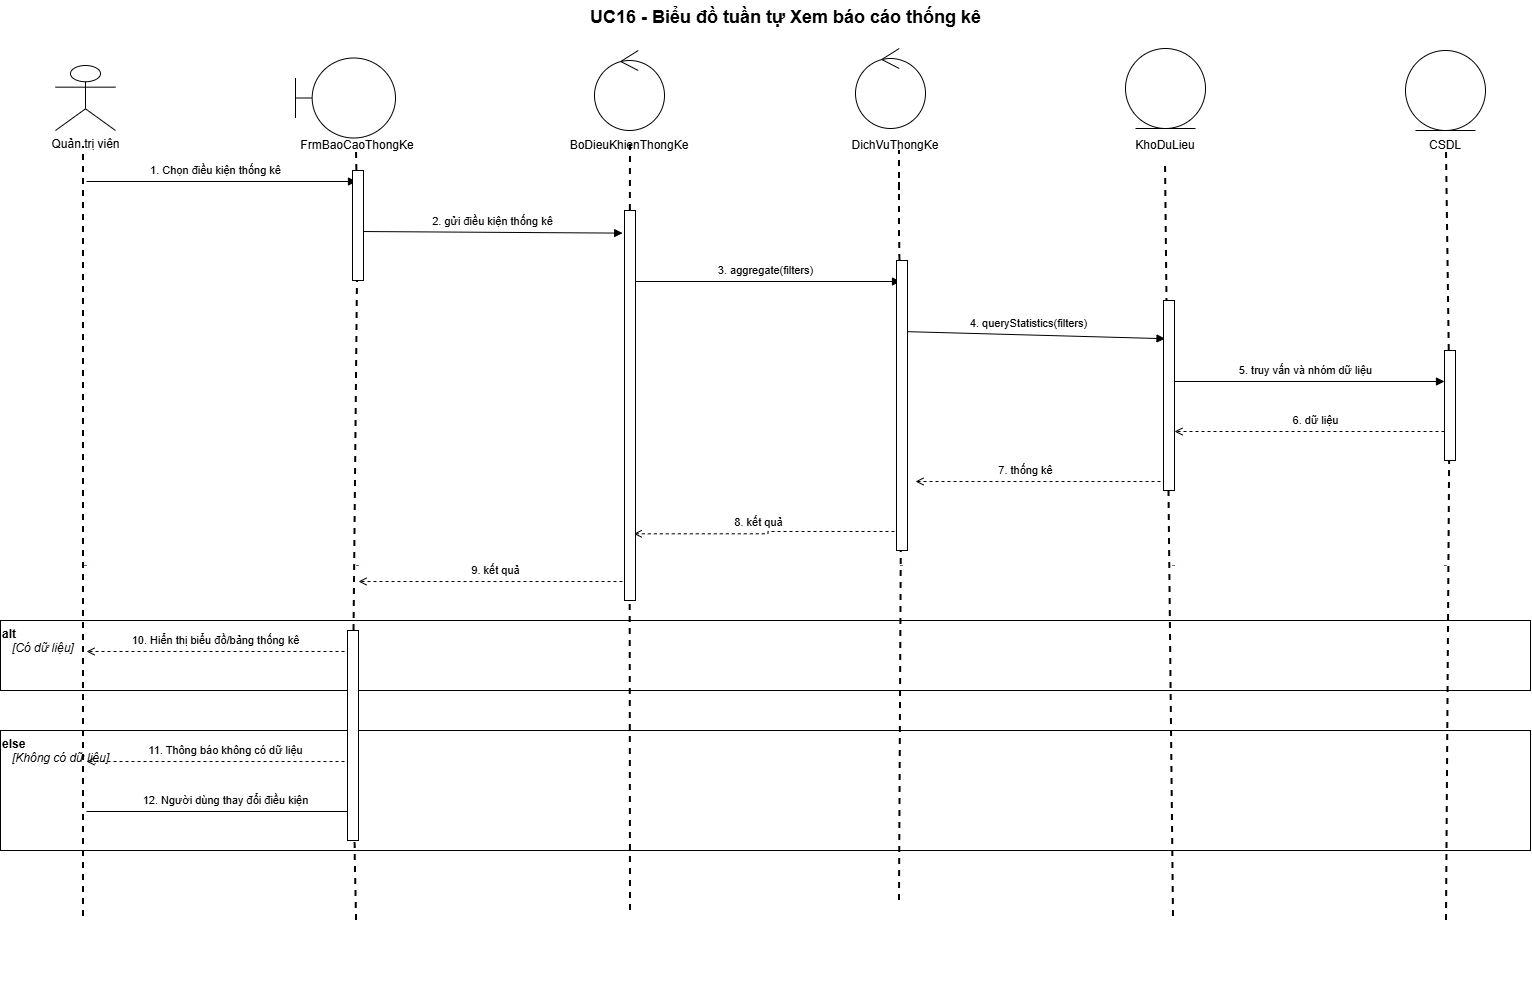 UC16 - Biểu đồ tuần tự Xem báo cáo thống kê
Quản trị viên
FrmBaoCaoThongKe
BoDieuKhienThongKe
DichVuThongKe
KhoDuLieu
CSDL
1. Chọn điều kiện thống kê
2. gửi điều kiện thống kê
3. aggregate(filters)
4. queryStatistics(filters)
5. truy vấn và nhóm dữ liệu
6. dữ liệu
7. thống kê
8. kết quả
9. kết quả
alt
[Có dữ liệu]
10. Hiển thị biểu đồ/bảng thống kê
else
[Không có dữ liệu]
11. Thông báo không có dữ liệu
12. Người dùng thay đổi điều kiện